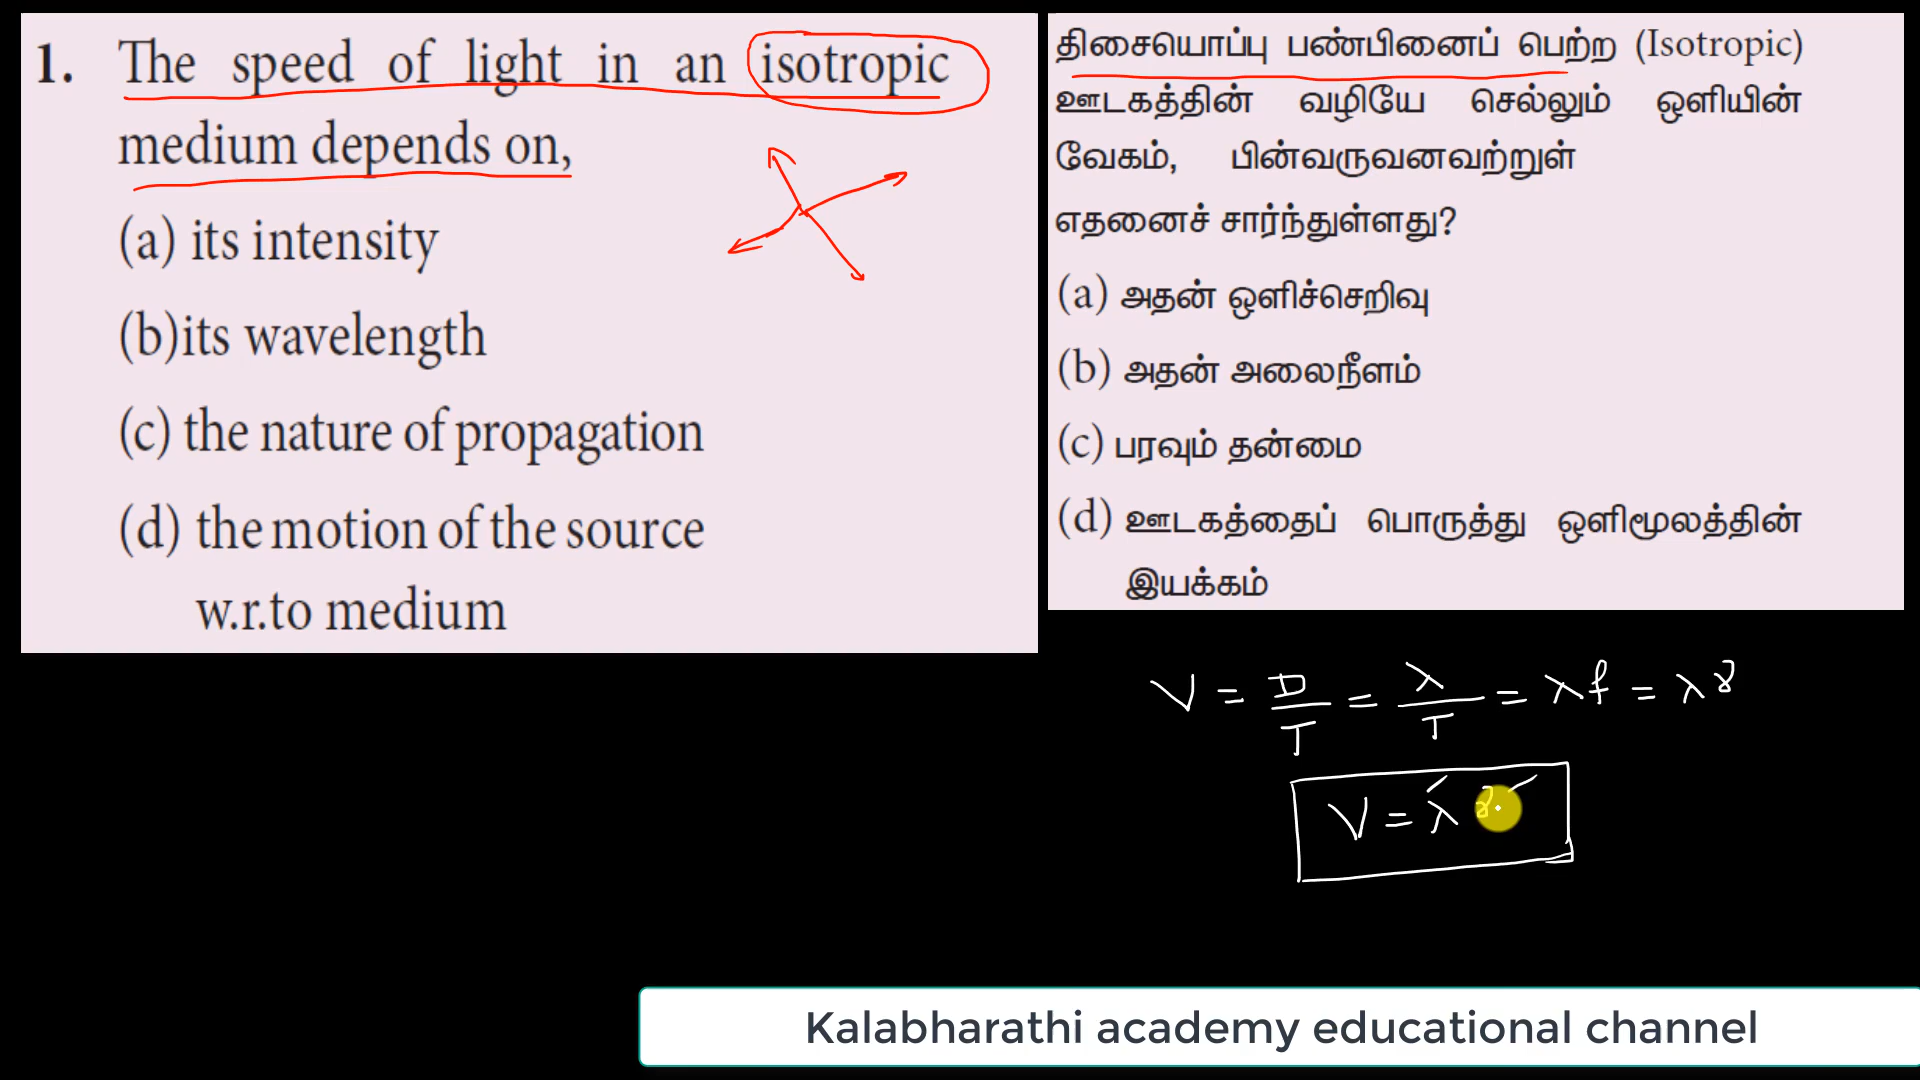 1. The speed of light in an isotropic
medium depends on,
(a) its intensity
(b)its wavelength
(c) the nature of propagation
(d) the motion of the source
w.r.to medium
திசையொப்பு பண்பினைப் பெற்ற (Isotropic)
ஊடகத்தின் வழியே செல்லும் ஒளியின்
வேகம், பின்வருவனவற்றுள்
எதனைச் சார்ந்துள்ளது?
(a) அதன் ஒளிச்செறிவு
(b) அதன் அலைநீளம்
(c) பரவும் தன்மை
(d) ஊடகத்தைப் பொருத்து ஒளிமூலத்தின்
இயக்கம்
V = D/T = λ/T = λf = λγ
V = λ
Kalabharathi academy educational channel